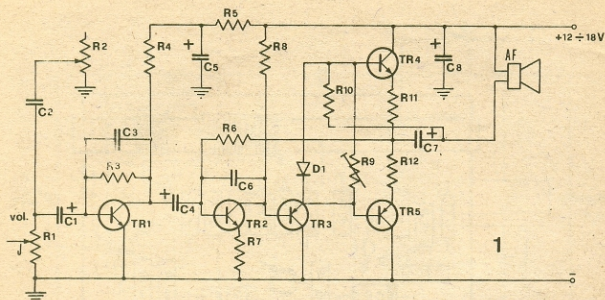 R5
+12÷18V
R2
R4
+
C5
R8
TR4
+
C8
AF
C2
R10
R11
C3
R6
+
C7
R3
D1
R9
R12
+
C6
vol.
C1
TR1
C4
TR2
TR3
TR5
R1
R7
1
−